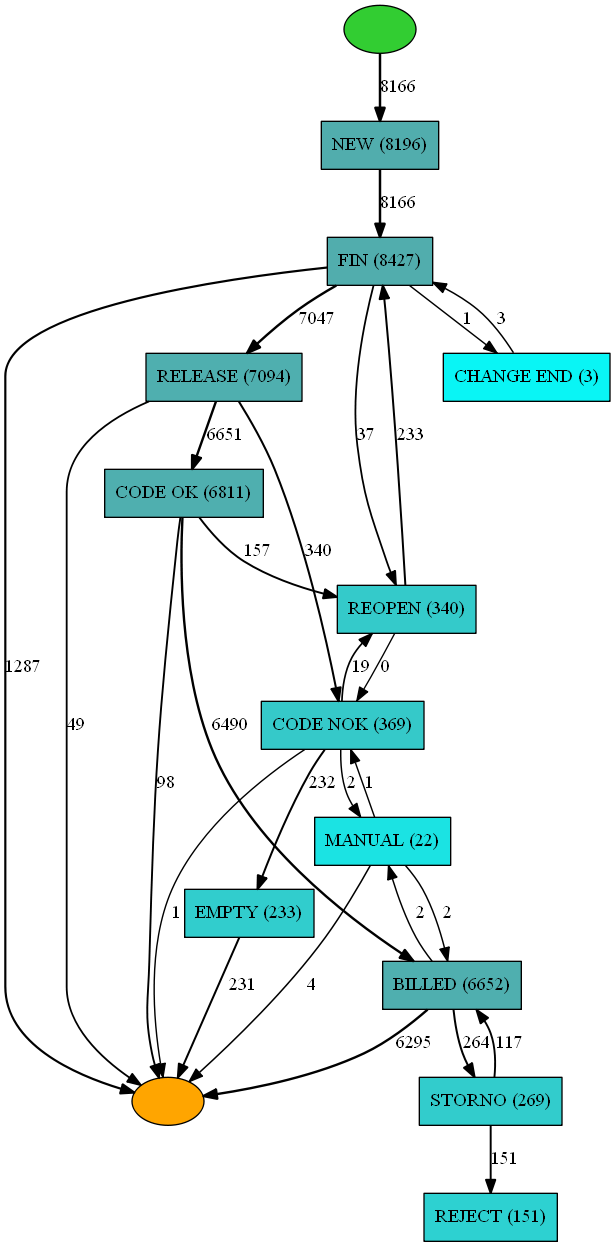 8166
NEW (8196)
8166
FIN (8427)
7047
1
3
RELEASE (7094)
CHANGE END (3)
6651
37
233
CODE OK (6811)
157
340
REOPEN (340)
1287
49
6490
19
0
CODE NOK (369)
98
232
2
1
MANUAL (22)
1
EMPTY (233)
2
2
231
4
BILLED (6652)
6295
264
117
STORNO (269)
151
REJECT (151)